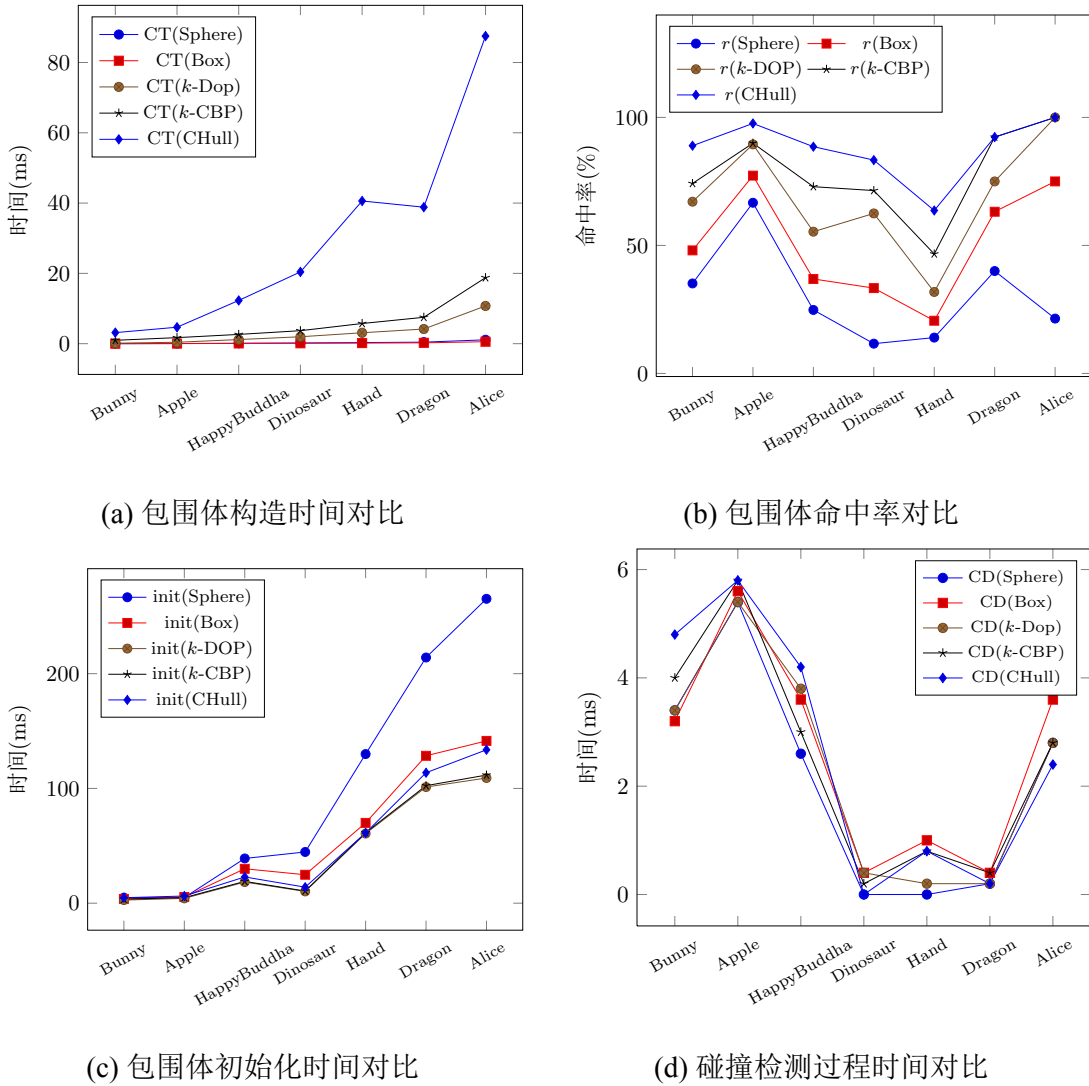 80
60
40
20
0
时间(ms)
CT(Sphere)
CT(Box)
CT(k-Dop)
CT(k-CBP)
CT(CHull)
Bunny
Apple
HappyBuddha
Dinosaur
Hand
Dragon
Alice
(a) 包围体构造时间对比
100
50
0
命中率(%)
r(Sphere) r(Box)
r(k-DOP) r(k-CBP)
r(CHull)
Bunny
Apple
HappyBuddha
Dinosaur
Hand
Dragon
Alice
(b) 包围体命中率对比
200
100
0
时间(ms)
init(Sphere)
init(Box)
init(k-DOP)
init(k-CBP)
init(CHull)
Bunny
Apple
HappyBuddha
Dinosaur
Hand
Dragon
Alice
(c) 包围体初始化时间对比
6
4
2
0
时间(ms)
CD(Sphere)
CD(Box)
CD(k-Dop)
CD(k-CBP)
CD(CHull)
Bunny
Apple
HappyBuddha
Dinosaur
Hand
Dragon
Alice
(d) 碰撞检测过程时间对比